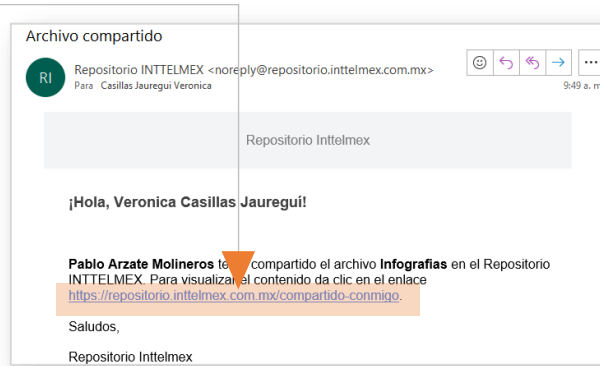 Archivo compartido
RI
Repositorio INTTELMEX <noreply@repositorio.inttelmex.com.mx>
Para Casillas Jauregui Veronica
9:49 a. m
Repositorio Inttelmex
¡Hola, Veronica Casillas Jauregui!
Pablo Arzate Molineros compartido el archivo Infografias en el Repositorio
INTTELMEX. Para visualizar el contenido da clic en el enlace
https://repositorio.inttelmex.com.mx/compartido-conmigo.
Saludos,
Repositorio Inttelmex